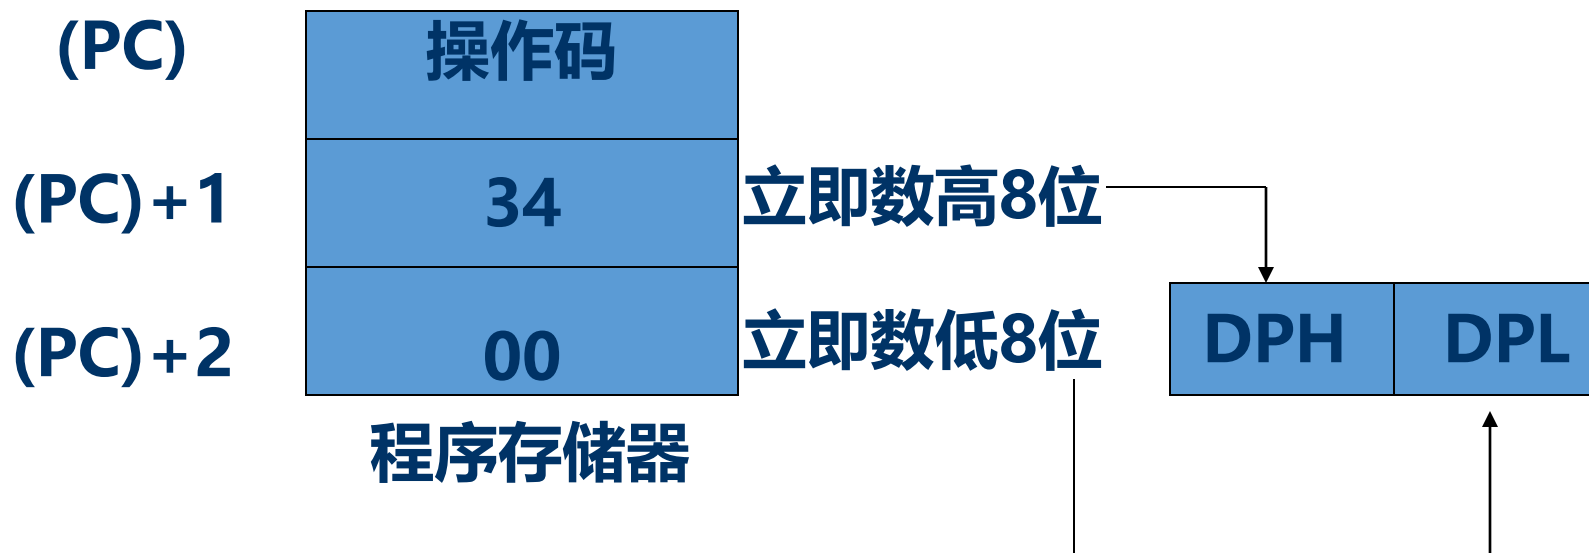 (PC)
操作码
(PC)+1
34
立即数高8位
(PC)+2
00
立即数低8位
DPH
DPL
程序存储器